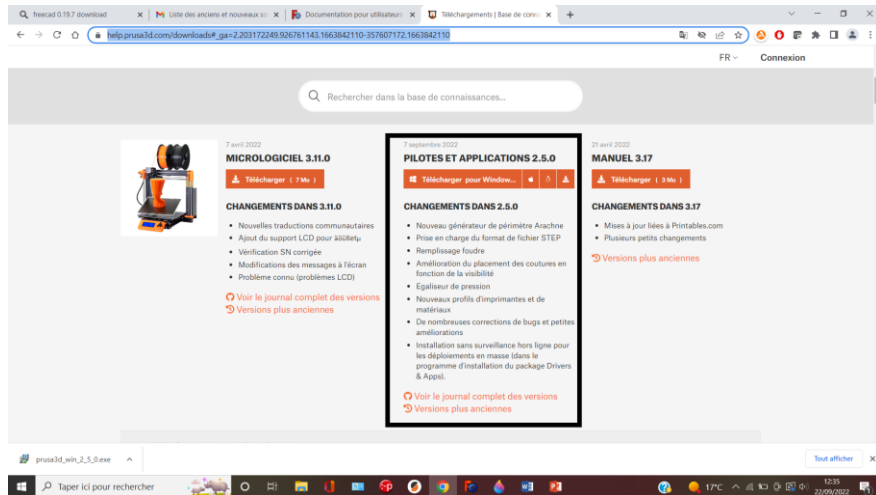 freecad 0.19.7 download
Liste des anciens et nouveaux so
Documentation pour utilisateurs
Téléchargements | Base de conn
help.prusa3d.com/downloads#_ga=2.203172249.926761143.1663842110-357607172.1663842110
FR
Connexion
Rechercher dans la base de connaissances...
7 avril 2022
MICROLOGICIEL 3.11.0
Télécharger ( 7 Mo )
CHANGEMENTS DANS 3.11.0
Nouvelles traductions communautaires
Ajout du support LCD pour äöütetµ
Vérification SN corrigée
Modifications des messages à l'écran
Problème connu (problèmes LCD)
Voir le journal complet des versions
Versions plus anciennes
7 septembre 2022
PILOTES ET APPLICATIONS 2.5.0
Télécharger pour Window...
CHANGEMENTS DANS 2.5.0
Nouveau générateur de périmètre Arachne
Prise en charge du format de fichier STEP
Remplissage foudre
Amélioration du placement des coutures en
fonction de la visibilité
Egaliseur de pression
Nouveaux profils d'imprimantes et de
matériaux
De nombreuses corrections de bugs et petites
améliorations
Installation sans surveillance hors ligne pour
les déploiements en masse (dans le
programme d'installation du package Drivers
& Apps).
Voir le journal complet des versions
Versions plus anciennes
21 avril 2022
MANUEL 3.17
Télécharger ( 3 Mo )
CHANGEMENTS DANS 3.17
Mises à jour liées à Printables.com
Plusieurs petits changements
Versions plus anciennes
prusa3d_win_2_5_0.exe
Tout afficher
Taper ici pour rechercher
17°C
12:35
22/09/2022